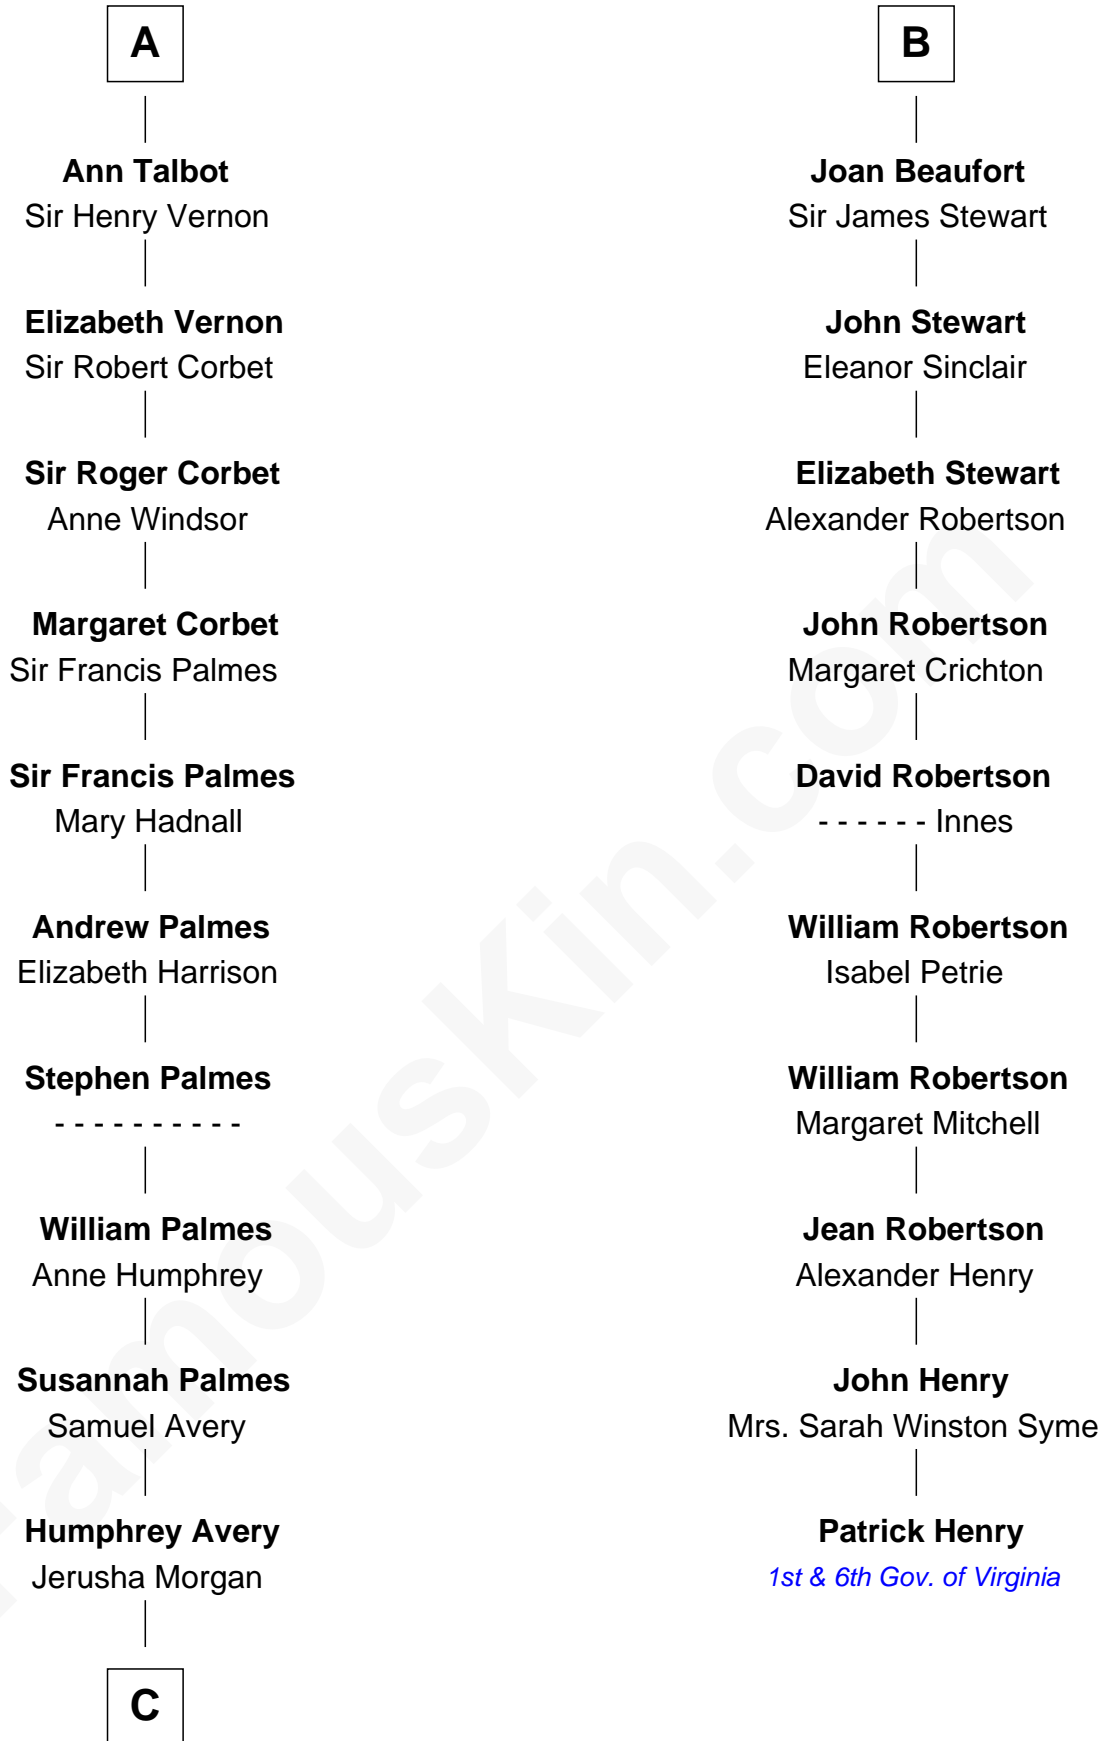 A
Ann Talbot
Sir Henry Vernon
Elizabeth Vernon
Sir Robert Corbet
Sir Roger Corbet
Anne Windsor
Margaret Corbet
Sir Francis Palmes
Sir Francis Palmes
Mary Hadnall
Andrew Palmes
Elizabeth Harrison
Stephen Palmes
- - - - - - - - - -
William Palmes
Anne Humphrey
Susannah Palmes
Samuel Avery
Humphrey Avery
Jerusha Morgan
C
B
Joan Beaufort
Sir James Stewart
John Stewart
Eleanor Sinclair
Elizabeth Stewart
Alexander Robertson
John Robertson
Margaret Crichton
David Robertson
- - - - - - Innes
William Robertson
Isabel Petrie
William Robertson
Margaret Mitchell
Jean Robertson
Alexander Henry
John Henry
Mrs. Sarah Winston Syme
Patrick Henry
1st & 6th Gov. of Virginia
FamousKin.com